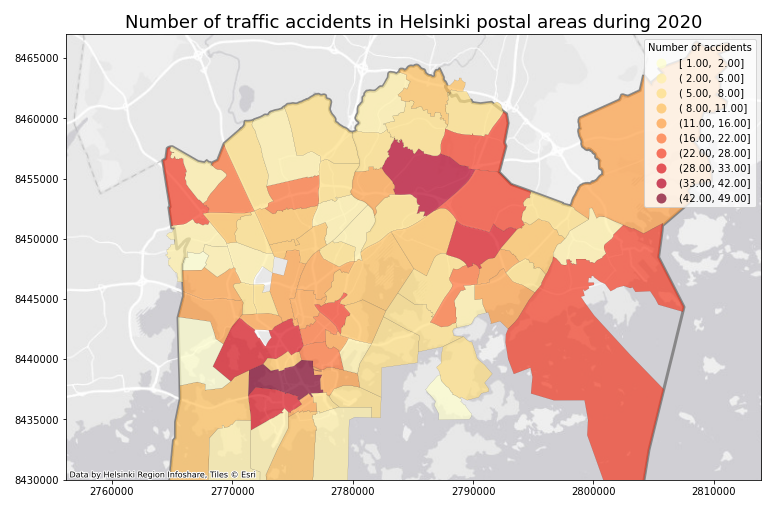 Number of traffic accidents in Helsinki postal areas during 2020
Number of accidents
[ 1.00, 2.00]
( 2.00, 5.00]
( 5.00, 8.00]
( 8.00, 11.00]
(11.00, 16.00]
(16.00, 22.00]
(22.00, 28.00]
(28.00, 33.00]
(33.00, 42.00]
(42.00, 49.00]
8465000
8460000
8455000
8450000
8445000
8440000
8435000
8430000
Data by Helsinki Region Infoshare, Tiles © Esri
2760000 2770000 2780000 2790000 2800000 2810000